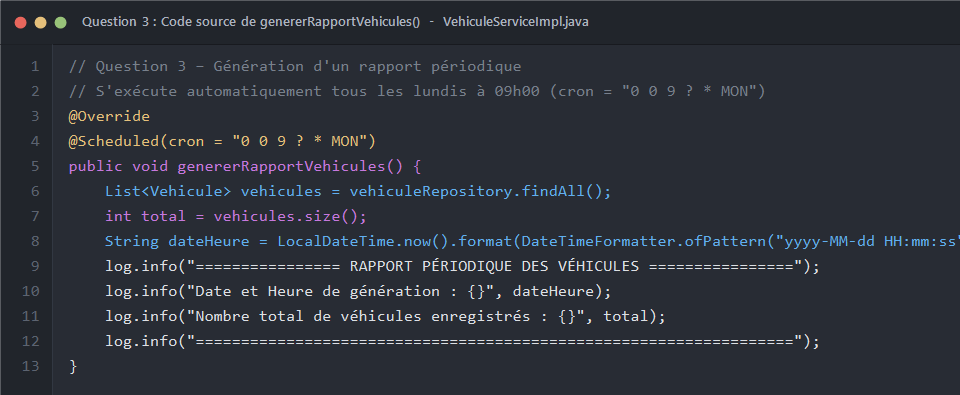 Question 3 : Code source de genererRapportVehicules() - VehiculeServiceImpl.java
1 // Question 3 – Génération d'un rapport périodique
2 // S'exécute automatiquement tous les lundis à 09h00 (cron = "0 0 9 ? * MON")
3 @Override
4 @Scheduled(cron = "0 0 9 ? * MON")
5 public void genererRapportVehicules() {
6 List<Vehicule> vehicules = vehiculeRepository.findAll();
7 int total = vehicules.size();
8 String dateHeure = LocalDateTime.now().format(DateTimeFormatter.ofPattern("yyyy-MM-dd HH:mm:ss"
9 log.info("================ RAPPORT PÉRIODIQUE DES VÉHICULES ================");
10 log.info("Date et Heure de génération : {}", dateHeure);
11 log.info("Nombre total de véhicules enregistrés : {}", total);
12 log.info("==================================================================");
13 }